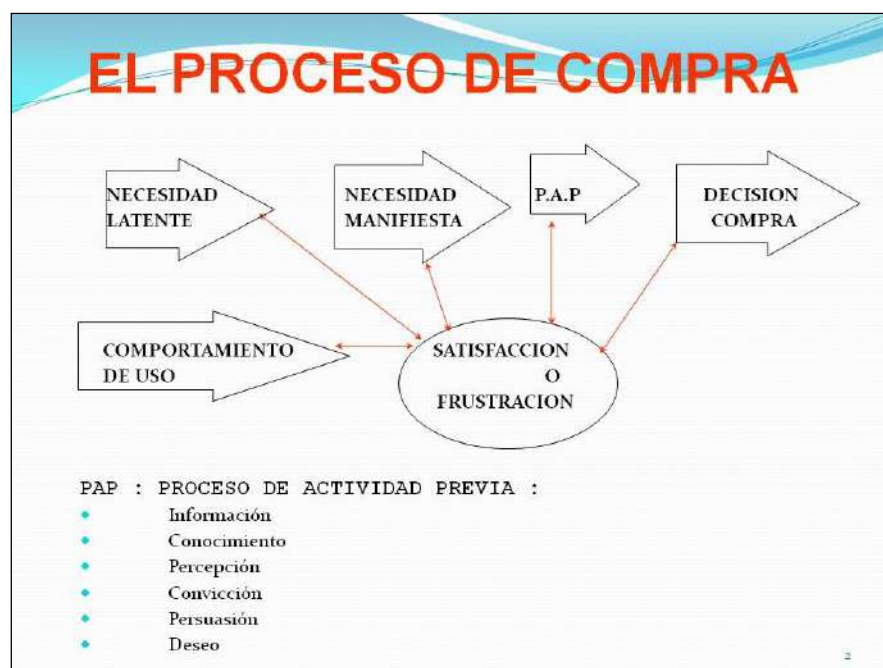 EL PROCESO DE COMPRA
NECESIDAD
LATENTE
NECESIDAD
MANIFIESTA
P.A.P
DECISION
COMPRA
COMPORTAMIENTO
DE USO
SATISFACCION
O
FRUSTRACION
PAP : PROCESO DE ACTIVIDAD PREVIA :
Información
Conocimiento
Percepción
Convicción
Persuasión
Deseo
2